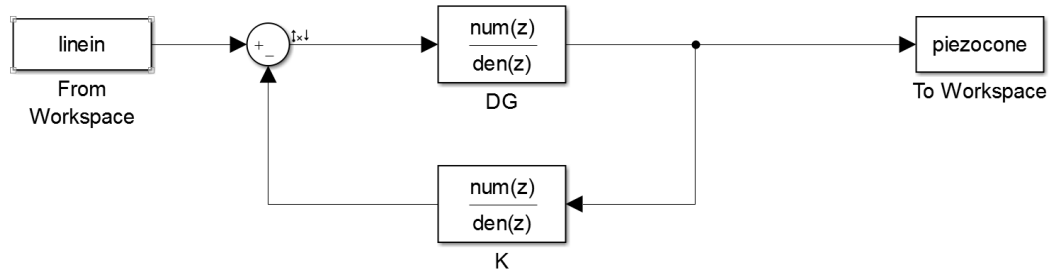 linein
From
Workspace
+
−
num(z)
den(z)
DG
piezocone
To Workspace
num(z)
den(z)
K